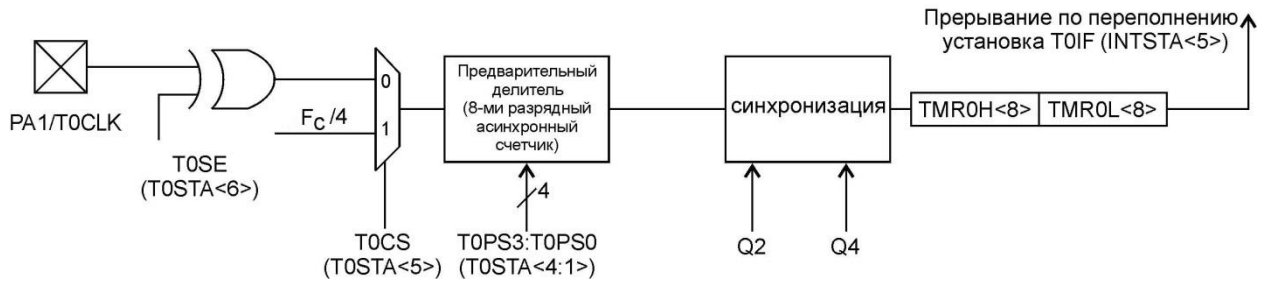 Прерывание по переполнению
установка T0IF (INTSTA<5>)
PA1/T0CLK
T0SE
(T0STA<6>)
Fc/4
0
1
T0CS
(T0STA<5>)
Предварительный
делитель
(8-ми разрядный
асинхронный
счетчик)
4
T0PS3:T0PS0
(T0STA<4:1>)
синхронизация
Q2
Q4
TMR0H<8>
TMR0L<8>